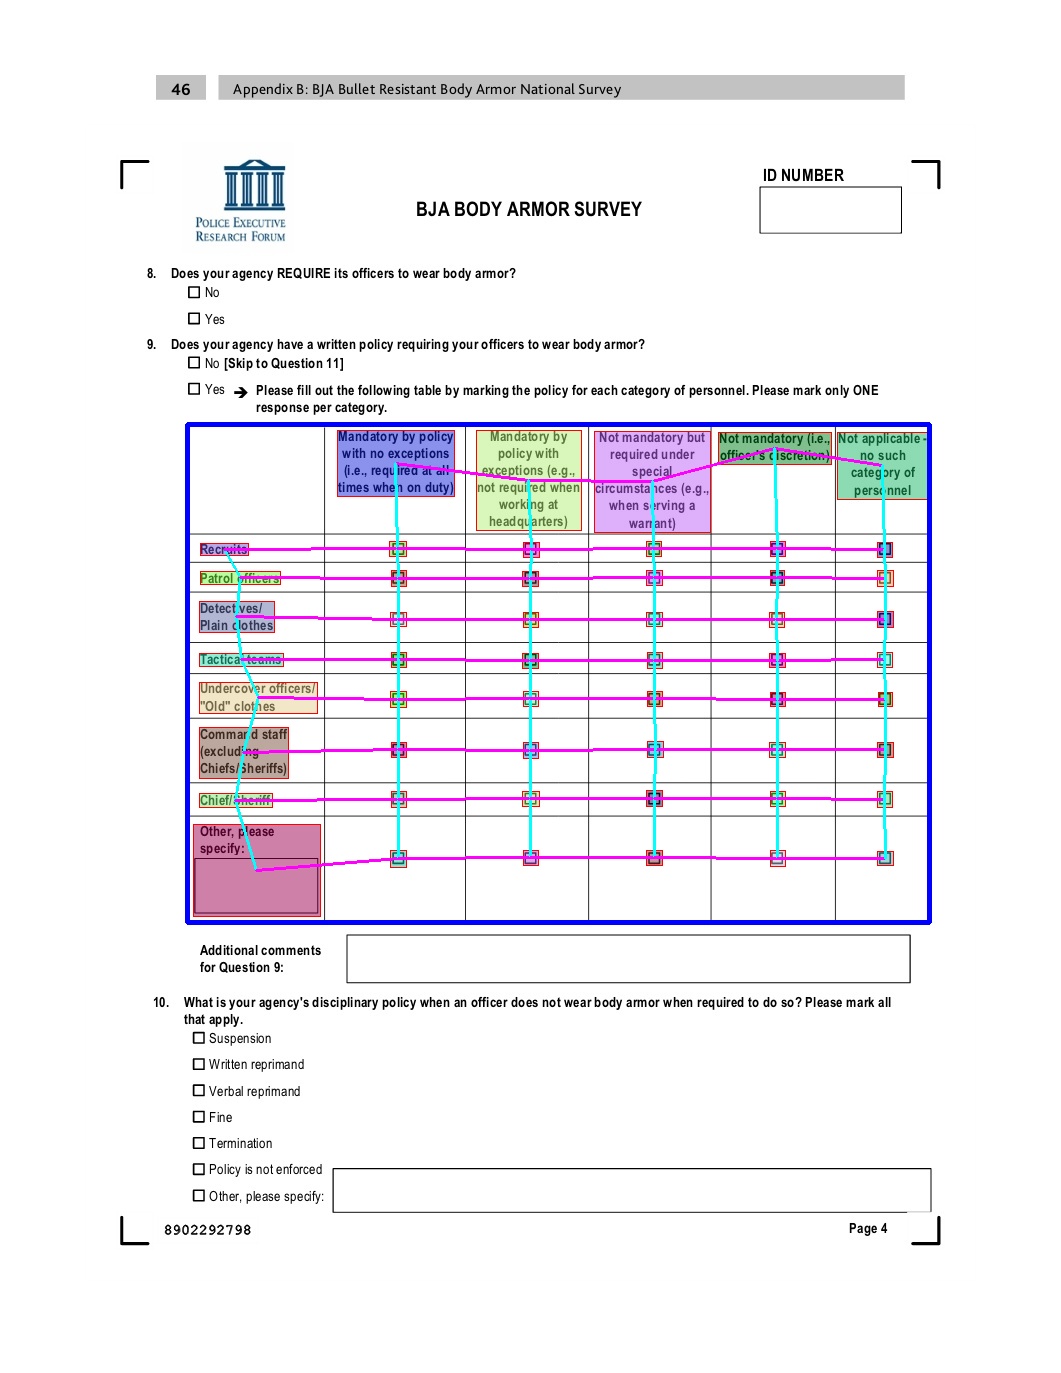 46 Appendix B: BJA Bullet Resistant Body Armor National Survey
POLICE EXECUTIVE
RESEARCH FORUM
BJA BODY ARMOR SURVEY
ID NUMBER
8. Does your agency REQUIRE its officers to wear body armor?
No
Yes
9. Does your agency have a written policy requiring your officers to wear body armor?
No [Skip to Question 11]
Yes ➔ Please fill out the following table by marking the policy for each category of personnel. Please mark only ONE
response per category.
Mandatory by policy
with no exceptions
(i.e., required at all
times when on duty)
Mandatory by
policy with
exceptions (e.g.,
not required when
working at
headquarters)
Not mandatory but
required under
special
circumstances (e.g.,
when serving a
warrant)
Not mandatory (i.e.,
officer's discretion)
Not applicable -
no such
category of
personnel
Recruits
Patrol officers
Detectives/
Plain clothes
Tactical teams
Undercover officers/
"Old" clothes
Command staff
(excluding
Chiefs/Sheriffs)
Chief/Sheriff
Other, please
specify:
Additional comments
for Question 9:
10. What is your agency's disciplinary policy when an officer does not wear body armor when required to do so? Please mark all
that apply.
Suspension
Written reprimand
Verbal reprimand
Fine
Termination
Policy is not enforced
Other, please specify:
8902292798
Page 4